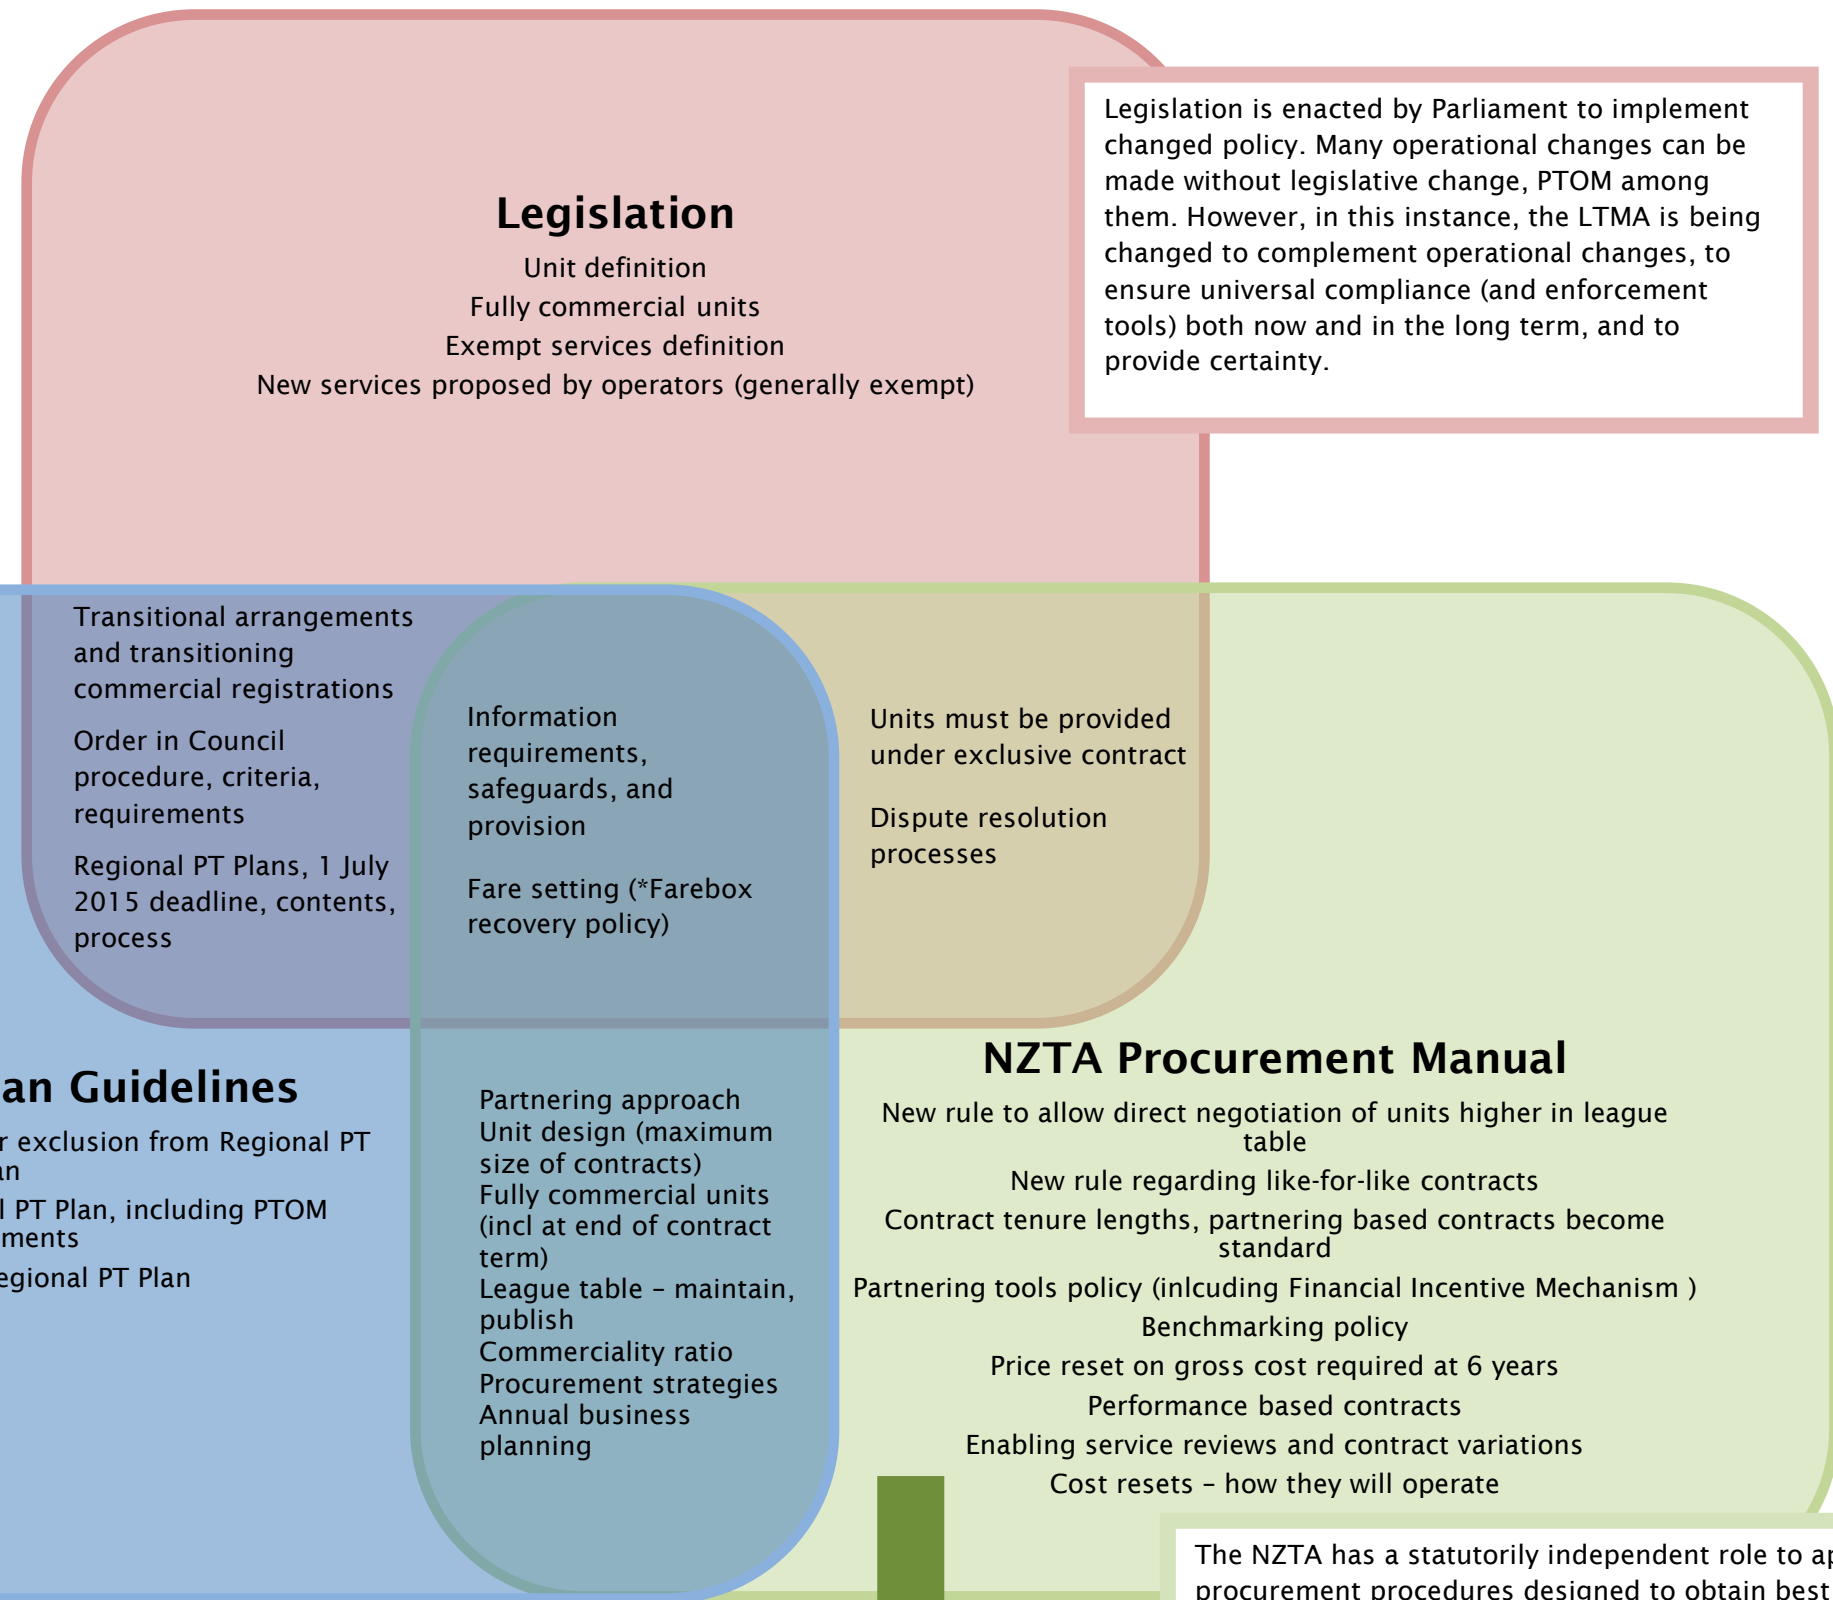 Legislation
Unit definition
Fully commercial units
Exempt services definition
New services proposed by operators (generally exempt)
Legislation is enacted by Parliament to implement
changed policy. Many operational changes can be
made without legislative change, PTOM among
them. However, in this instance, the LTMA is being
changed to complement operational changes, to
ensure universal compliance (and enforcement
tools) both now and in the long term, and to
provide certainty.
Transitional arrangements
and transitioning
commercial registrations
Order in Council
procedure, criteria,
requirements
Regional PT Plans, 1 July
2015 deadline, contents,
process
Information
requirements,
safeguards, and
provision
Fare setting (*Farebox
recovery policy)
Units must be provided
under exclusive contract
Dispute resolution
processes
an Guidelines
r exclusion from Regional PT
an
l PT Plan, including PTOM
ments
egional PT Plan
Partnering approach
Unit design (maximum
size of contracts)
Fully commercial units
(incl at end of contract
term)
League table – maintain,
publish
Commerciality ratio
Procurement strategies
Annual business
planning
NZTA Procurement Manual
New rule to allow direct negotiation of units higher in league
table
New rule regarding like-for-like contracts
Contract tenure lengths, partnering based contracts become
standard
Partnering tools policy (inlcuding Financial Incentive Mechanism )
Benchmarking policy
Price reset on gross cost required at 6 years
Performance based contracts
Enabling service reviews and contract variations
Cost resets – how they will operate
The NZTA has a statutorily independent role to ap
procurement procedures designed to obtain best